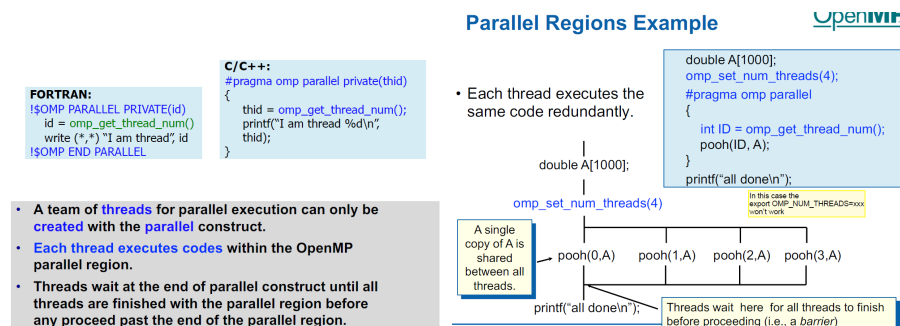 FORTRAN:
!$OMP PARALLEL PRIVATE(id)
id = omp_get_thread_num()
write (*,*) “I am thread”, id
!$OMP END PARALLEL
C/C++:
#pragma omp parallel private(thid)
{
thid = omp_get_thread_num();
printf(“I am thread %d\n”,
thid);
}
• A team of threads for parallel execution can only be
created with the parallel construct.
• Each thread executes codes within the OpenMP
parallel region.
• Threads wait at the end of parallel construct until all
threads are finished with the parallel region before
any proceed past the end of the parallel region.
Parallel Regions Example
OpenMP
• Each thread executes the
same code redundantly.
double A[1000];
omp_set_num_threads(4);
#pragma omp parallel
{
int ID = omp_get_thread_num();
pooh(ID, A);
}
printf(“all done\n”);
In this case the
export OMP_NUM_THREADS=xxx
won’t work
double A[1000];
omp_set_num_threads(4)
A single
copy of A is
shared
between all
threads.
pooh(0,A) pooh(1,A) pooh(2,A) pooh(3,A)
printf(“all done\n”);
Threads wait here for all threads to finish
before proceeding (i.e., a barrier)